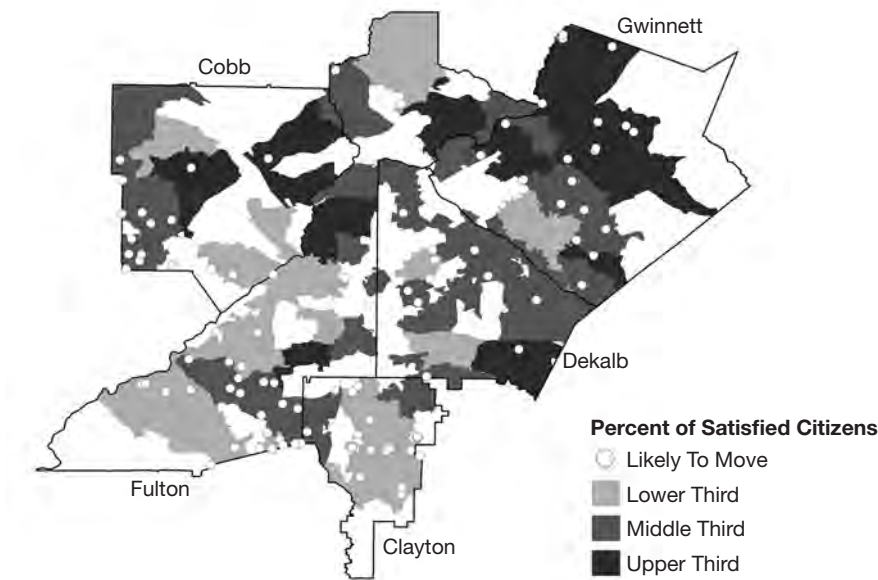 Gwinnett
Cobb
Dekalb
Fulton
Clayton
Percent of Satisfied Citizens
Likely To Move
Lower Third
Middle Third
Upper Third